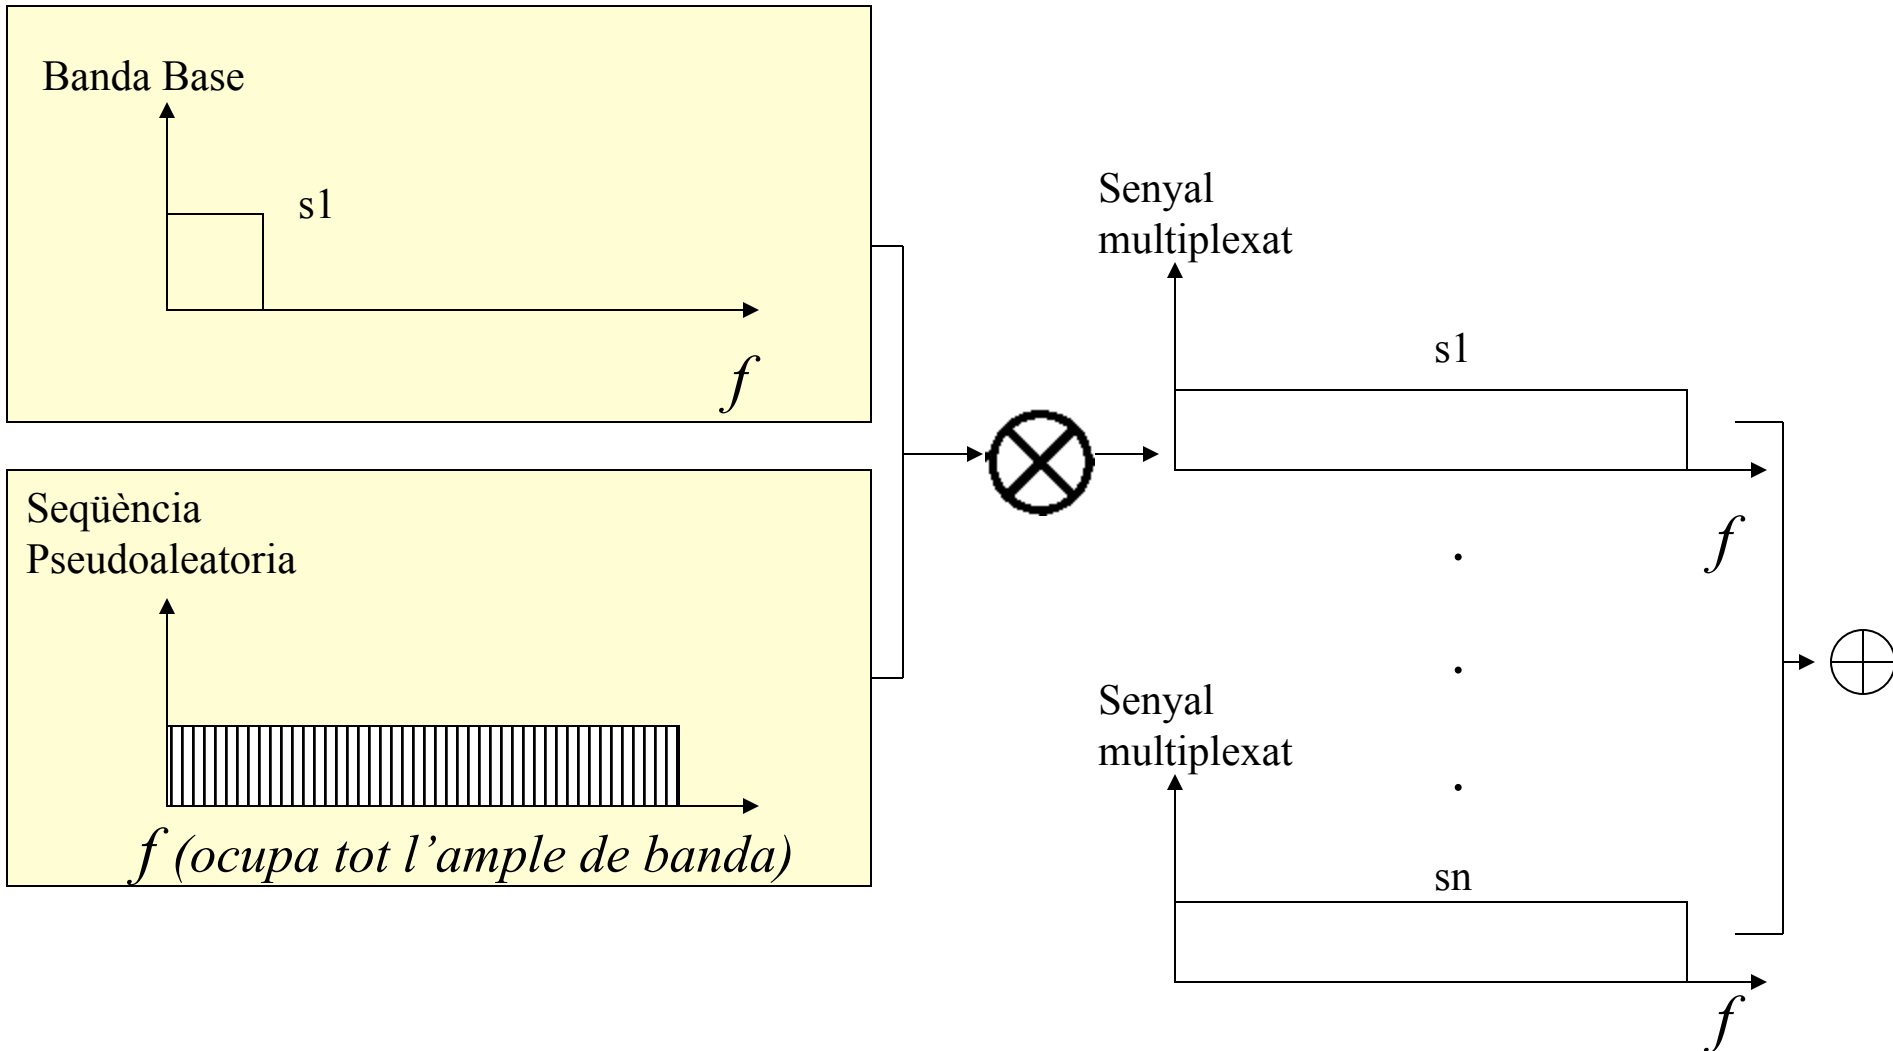 Banda Base
s1
f
Seqüència
Pseudoaleatoria
f (ocupa tot l’ample de banda)
Senyal
multiplexat
s1
f
.
.
.
Senyal
multiplexat
sn
f